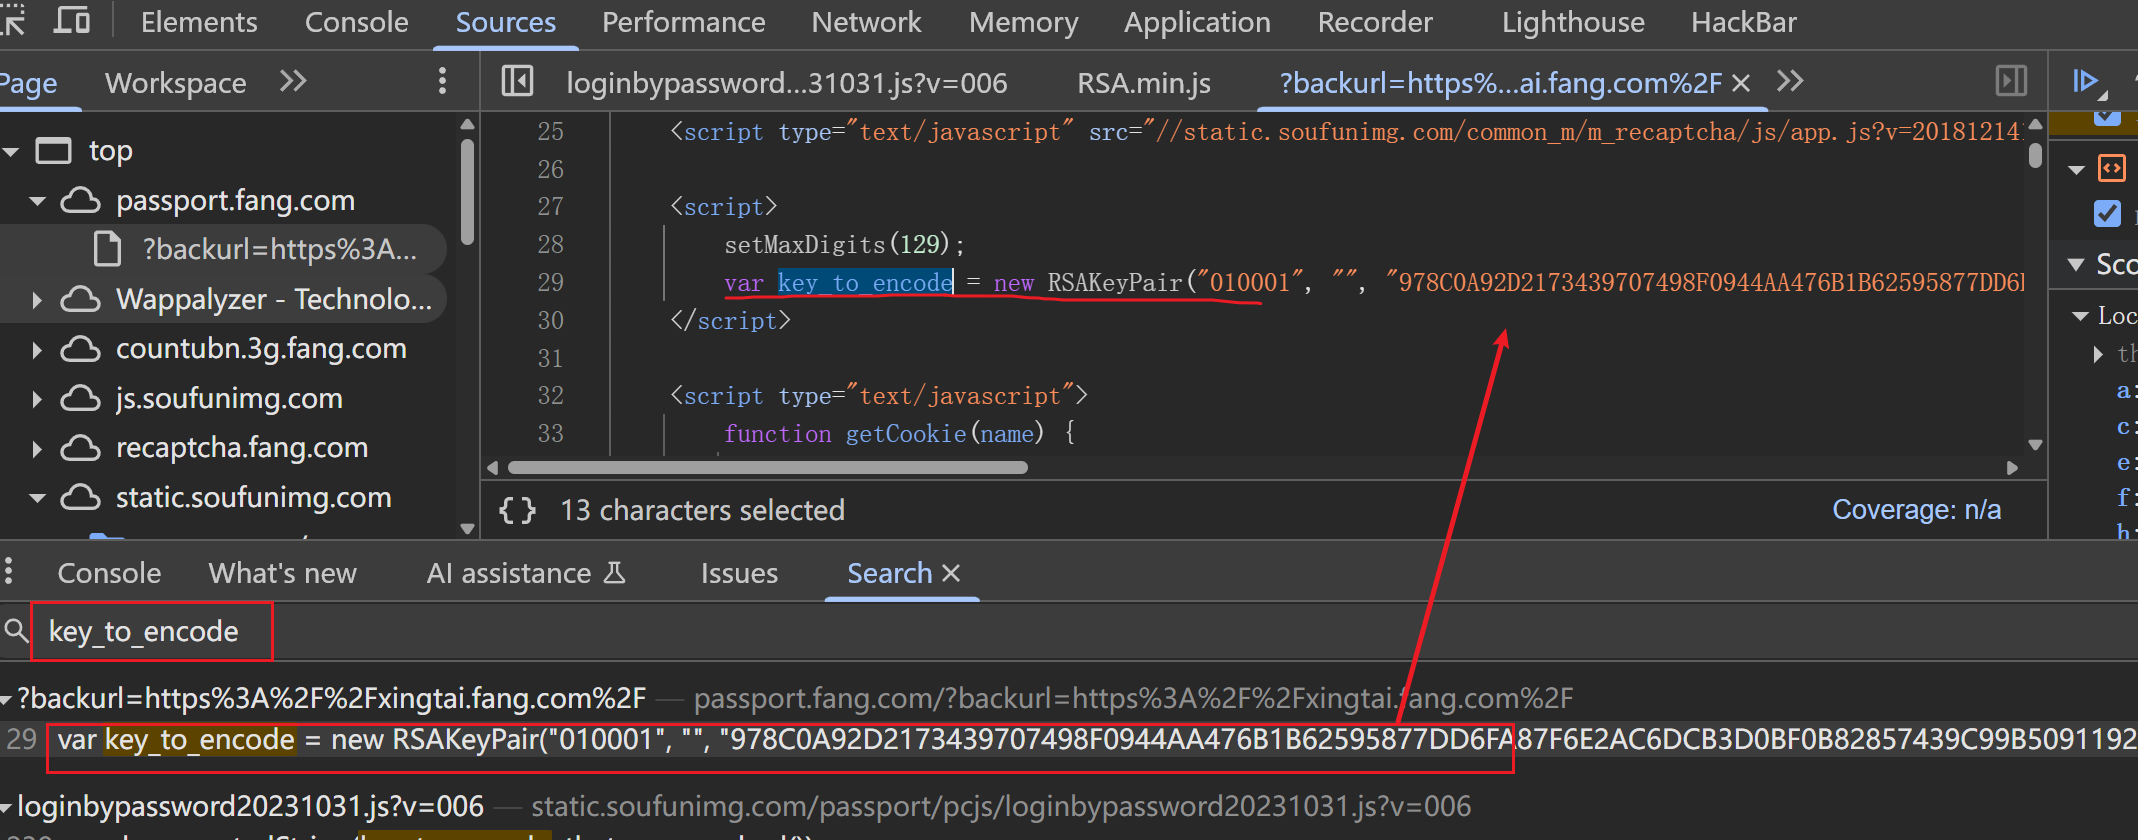 Elements Console Sources Performance Network Memory Application Recorder Lighthouse HackBar
Page Workspace
loginbypassword...31031.js?v=006 RSA.min.js ?backurl=https%...ai.fang.com%2F
top
passport.fang.com
?backurl=https%3A...
Wappalyzer - Technolo...
countubn.3g.fang.com
js.soufunimg.com
recaptcha.fang.com
static.soufunimg.com
25 <script type="text/javascript" src="//static.soufunimg.com/common_m/m_recaptcha/js/app.js?v=201812141
26
27 <script>
28 setMaxDigits(129);
29 var key_to_encode = new RSAKeyPair("010001", "", "978C0A92D2173439707498F0944AA476B1B62595877DD6
30 </script>
31
32 <script type="text/javascript">
33 function getCookie(name) {
{} 13 characters selected Coverage: n/a
Sco
Loc
th
a:
c:
e:
f:
h:
Console What's new AI assistance Issues Search
key_to_encode
?backurl=https%3A%2F%2Fxingtai.fang.com%2F — passport.fang.com/?backurl=https%3A%2F%2Fxingtai.fang.com%2F
29 var key_to_encode = new RSAKeyPair("010001", "", "978C0A92D2173439707498F0944AA476B1B62595877DD6FA87F6E2AC6DCB3D0BF0B82857439C99B5091192
loginbypassword20231031.js?v=006 — static.soufunimg.com/passport/pcjs/loginbypassword20231031.js?v=006